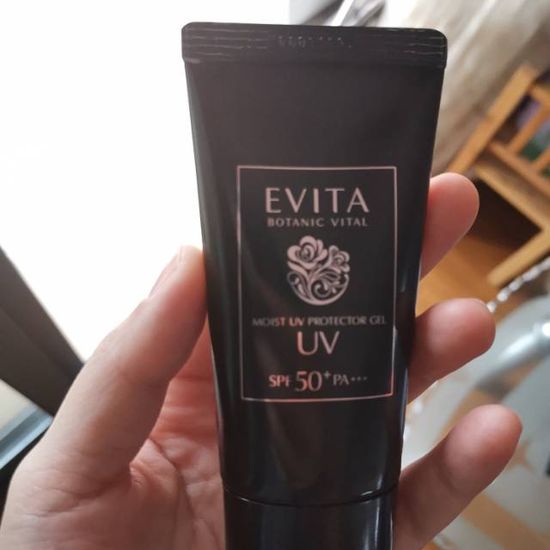 EVITA
BOTANIC VITAL
MOIST UV PROTECTOR GEL
UV
SPF 50+ PA+++